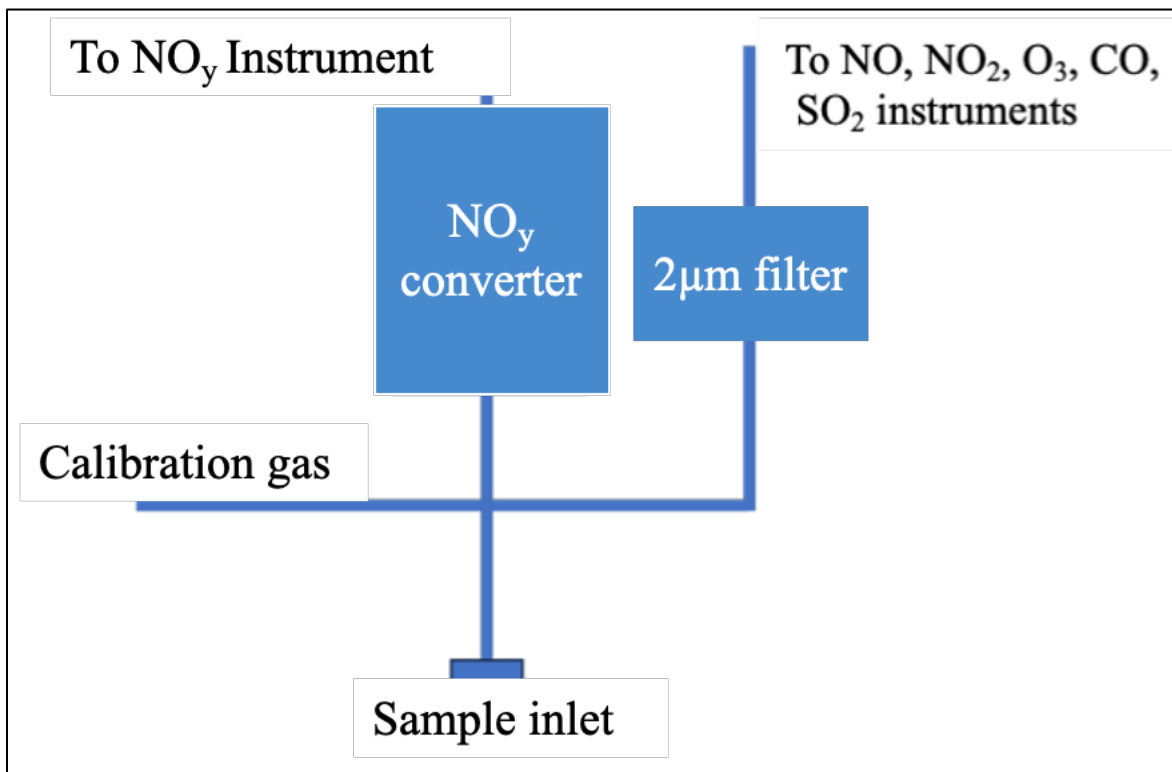 To NOy Instrument
To NO, NO₂, O₃, CO,
SO₂ instruments
NOy
converter
2μm filter
Calibration gas
Sample inlet